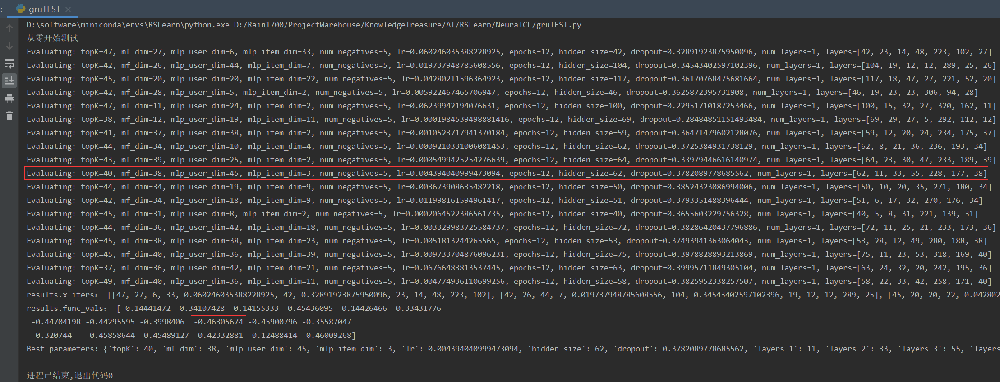 : gruTEST ×
D:\software\miniconda\envs\RSLearn\python.exe D:/Rain1700/ProjectWarehouse/KnowledgeTreasure/AI/RSLearn/NeuralCF/gruTEST.py
从零开始测试
Evaluating: topK=47, mf_dim=27, mlp_user_dim=6, mlp_item_dim=33, num_negatives=5, lr=0.060246035388228925, epochs=12, hidden_size=42, dropout=0.32891923875950096, num_layers=1, layers=[42, 23, 14, 48, 223, 102, 27]
Evaluating: topK=42, mf_dim=26, mlp_user_dim=44, mlp_item_dim=7, num_negatives=5, lr=0.019737948785608556, epochs=12, hidden_size=104, dropout=0.34543402597102396, num_layers=1, layers=[104, 19, 12, 12, 289, 25, 26]
Evaluating: topK=45, mf_dim=20, mlp_user_dim=20, mlp_item_dim=22, num_negatives=5, lr=0.04280211596364923, epochs=12, hidden_size=117, dropout=0.36170768475681664, num_layers=1, layers=[117, 18, 47, 27, 221, 52, 20]
Evaluating: topK=42, mf_dim=28, mlp_user_dim=5, mlp_item_dim=2, num_negatives=5, lr=0.005922467465706947, epochs=12, hidden_size=46, dropout=0.3625872395731908, num_layers=1, layers=[46, 19, 23, 23, 306, 94, 28]
Evaluating: topK=47, mf_dim=11, mlp_user_dim=24, mlp_item_dim=2, num_negatives=5, lr=0.06239942194076631, epochs=12, hidden_size=100, dropout=0.22951710187253466, num_layers=1, layers=[100, 15, 32, 27, 320, 162, 11]
Evaluating: topK=38, mf_dim=12, mlp_user_dim=19, mlp_item_dim=11, num_negatives=5, lr=0.0001984539498881416, epochs=12, hidden_size=69, dropout=0.28484851151493484, num_layers=1, layers=[69, 29, 27, 5, 292, 112, 12]
Evaluating: topK=41, mf_dim=37, mlp_user_dim=38, mlp_item_dim=2, num_negatives=5, lr=0.0010523717941370184, epochs=12, hidden_size=59, dropout=0.36471479602128076, num_layers=1, layers=[59, 12, 20, 24, 234, 175, 37]
Evaluating: topK=44, mf_dim=34, mlp_user_dim=10, mlp_item_dim=4, num_negatives=5, lr=0.0009210331006081453, epochs=12, hidden_size=62, dropout=0.3725384931738129, num_layers=1, layers=[62, 8, 21, 36, 236, 193, 34]
Evaluating: topK=43, mf_dim=39, mlp_user_dim=25, mlp_item_dim=2, num_negatives=5, lr=0.0005499425254276639, epochs=12, hidden_size=64, dropout=0.33979446616140974, num_layers=1, layers=[64, 23, 30, 47, 233, 189, 39]
Evaluating: topK=40, mf_dim=38, mlp_user_dim=45, mlp_item_dim=3, num_negatives=5, lr=0.004394040999473094, epochs=12, hidden_size=62, dropout=0.3782089778685562, num_layers=1, layers=[62, 11, 33, 55, 228, 177, 38]
Evaluating: topK=44, mf_dim=34, mlp_user_dim=19, mlp_item_dim=9, num_negatives=5, lr=0.003673908635482218, epochs=12, hidden_size=50, dropout=0.38524323086994006, num_layers=1, layers=[50, 10, 20, 35, 271, 180, 34]
Evaluating: topK=42, mf_dim=34, mlp_user_dim=18, mlp_item_dim=9, num_negatives=5, lr=0.011998161594961417, epochs=12, hidden_size=51, dropout=0.3793351488396444, num_layers=1, layers=[51, 6, 17, 32, 270, 176, 34]
Evaluating: topK=45, mf_dim=31, mlp_user_dim=8, mlp_item_dim=2, num_negatives=5, lr=0.0002064522386561735, epochs=12, hidden_size=40, dropout=0.3655603229756328, num_layers=1, layers=[40, 5, 8, 31, 221, 139, 31]
Evaluating: topK=44, mf_dim=36, mlp_user_dim=42, mlp_item_dim=18, num_negatives=5, lr=0.003329983725584737, epochs=12, hidden_size=72, dropout=0.38286420437796886, num_layers=1, layers=[72, 11, 25, 21, 233, 173, 36]
Evaluating: topK=45, mf_dim=38, mlp_user_dim=38, mlp_item_dim=23, num_negatives=5, lr=0.0051813244265565, epochs=12, hidden_size=53, dropout=0.37493941363064043, num_layers=1, layers=[53, 28, 12, 49, 280, 188, 38]
Evaluating: topK=45, mf_dim=40, mlp_user_dim=36, mlp_item_dim=39, num_negatives=5, lr=0.009733704876096231, epochs=12, hidden_size=75, dropout=0.3978828893213869, num_layers=1, layers=[75, 11, 23, 53, 318, 169, 40]
Evaluating: topK=37, mf_dim=36, mlp_user_dim=42, mlp_item_dim=21, num_negatives=5, lr=0.06766483813537445, epochs=12, hidden_size=63, dropout=0.39995711849305104, num_layers=1, layers=[63, 24, 32, 20, 242, 195, 36]
Evaluating: topK=49, mf_dim=40, mlp_user_dim=36, mlp_item_dim=11, num_negatives=5, lr=0.004774936110699256, epochs=12, hidden_size=58, dropout=0.3825952338257507, num_layers=1, layers=[58, 22, 33, 42, 258, 171, 40]
results.x_iters： [[47, 27, 6, 33, 0.060246035388228925, 42, 0.32891923875950096, 23, 14, 48, 223, 102], [42, 26, 44, 7, 0.019737948785608556, 104, 0.34543402597102396, 19, 12, 12, 289, 25], [45, 20, 20, 22, 0.042802
results.func_vals： [-0.14441472 -0.34107428 -0.14155333 -0.45436095 -0.14426466 -0.33431776
-0.44704198 -0.44295595 -0.3998406 -0.46305674 -0.45900796 -0.35587047
-0.320744 -0.45858644 -0.45489127 -0.42332881 -0.12488414 -0.46009268]
Best parameters: {'topK': 40, 'mf_dim': 38, 'mlp_user_dim': 45, 'mlp_item_dim': 3, 'lr': 0.004394040999473094, 'hidden_size': 62, 'dropout': 0.3782089778685562, 'layers_1': 11, 'layers_2': 33, 'layers_3': 55, 'layers
进程已结束,退出代码0